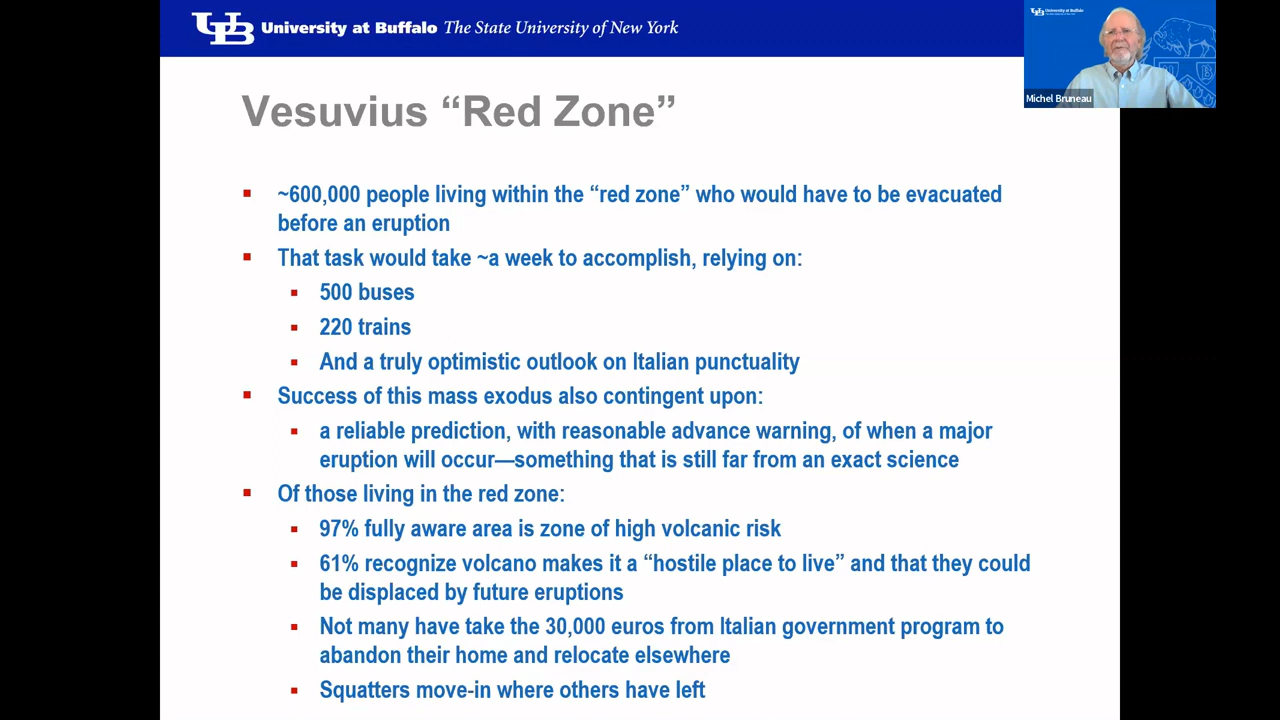 University at Buffalo The State University of New York
Michel Bruneau
Vesuvius “Red Zone”
~600,000 people living within the “red zone” who would have to be evacuated
before an eruption
That task would take ~a week to accomplish, relying on:
500 buses
220 trains
And a truly optimistic outlook on Italian punctuality
Success of this mass exodus also contingent upon:
a reliable prediction, with reasonable advance warning, of when a major
eruption will occur—something that is still far from an exact science
Of those living in the red zone:
97% fully aware area is zone of high volcanic risk
61% recognize volcano makes it a “hostile place to live” and that they could
be displaced by future eruptions
Not many have take the 30,000 euros from Italian government program to
abandon their home and relocate elsewhere
Squatters move-in where others have left